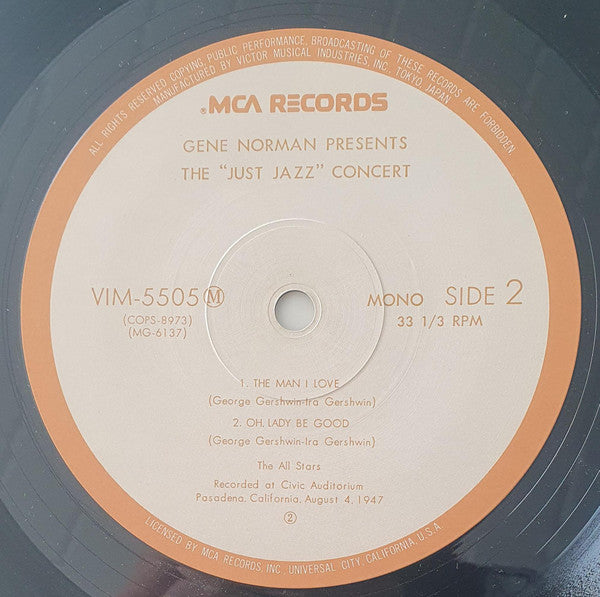 ALL RIGHTS RESERVED. COPYING, PUBLIC PERFORMANCE, BROADCASTING OF THESE RECORDS ARE FORBIDDEN.
MANUFACTURED BY VICTOR MUSICAL INDUSTRIES, INC., TOKYO, JAPAN
®MCA RECORDS
GENE NORMAN PRESENTS
THE "JUST JAZZ" CONCERT
VIM-5505 Ⓜ MONO SIDE 2
(COPS-8973) 33 1/3 RPM
(MG-6137)
1. THE MAN I LOVE
(George Gershwin-Ira Gershwin)
2. OH, LADY BE GOOD
(George Gershwin-Ira Gershwin)
The All Stars
Recorded at Civic Auditorium
Pasadena, California, August 4, 1947
②
LICENSED BY MCA RECORDS, INC., UNIVERSAL CITY, CALIFORNIA, U.S.A.